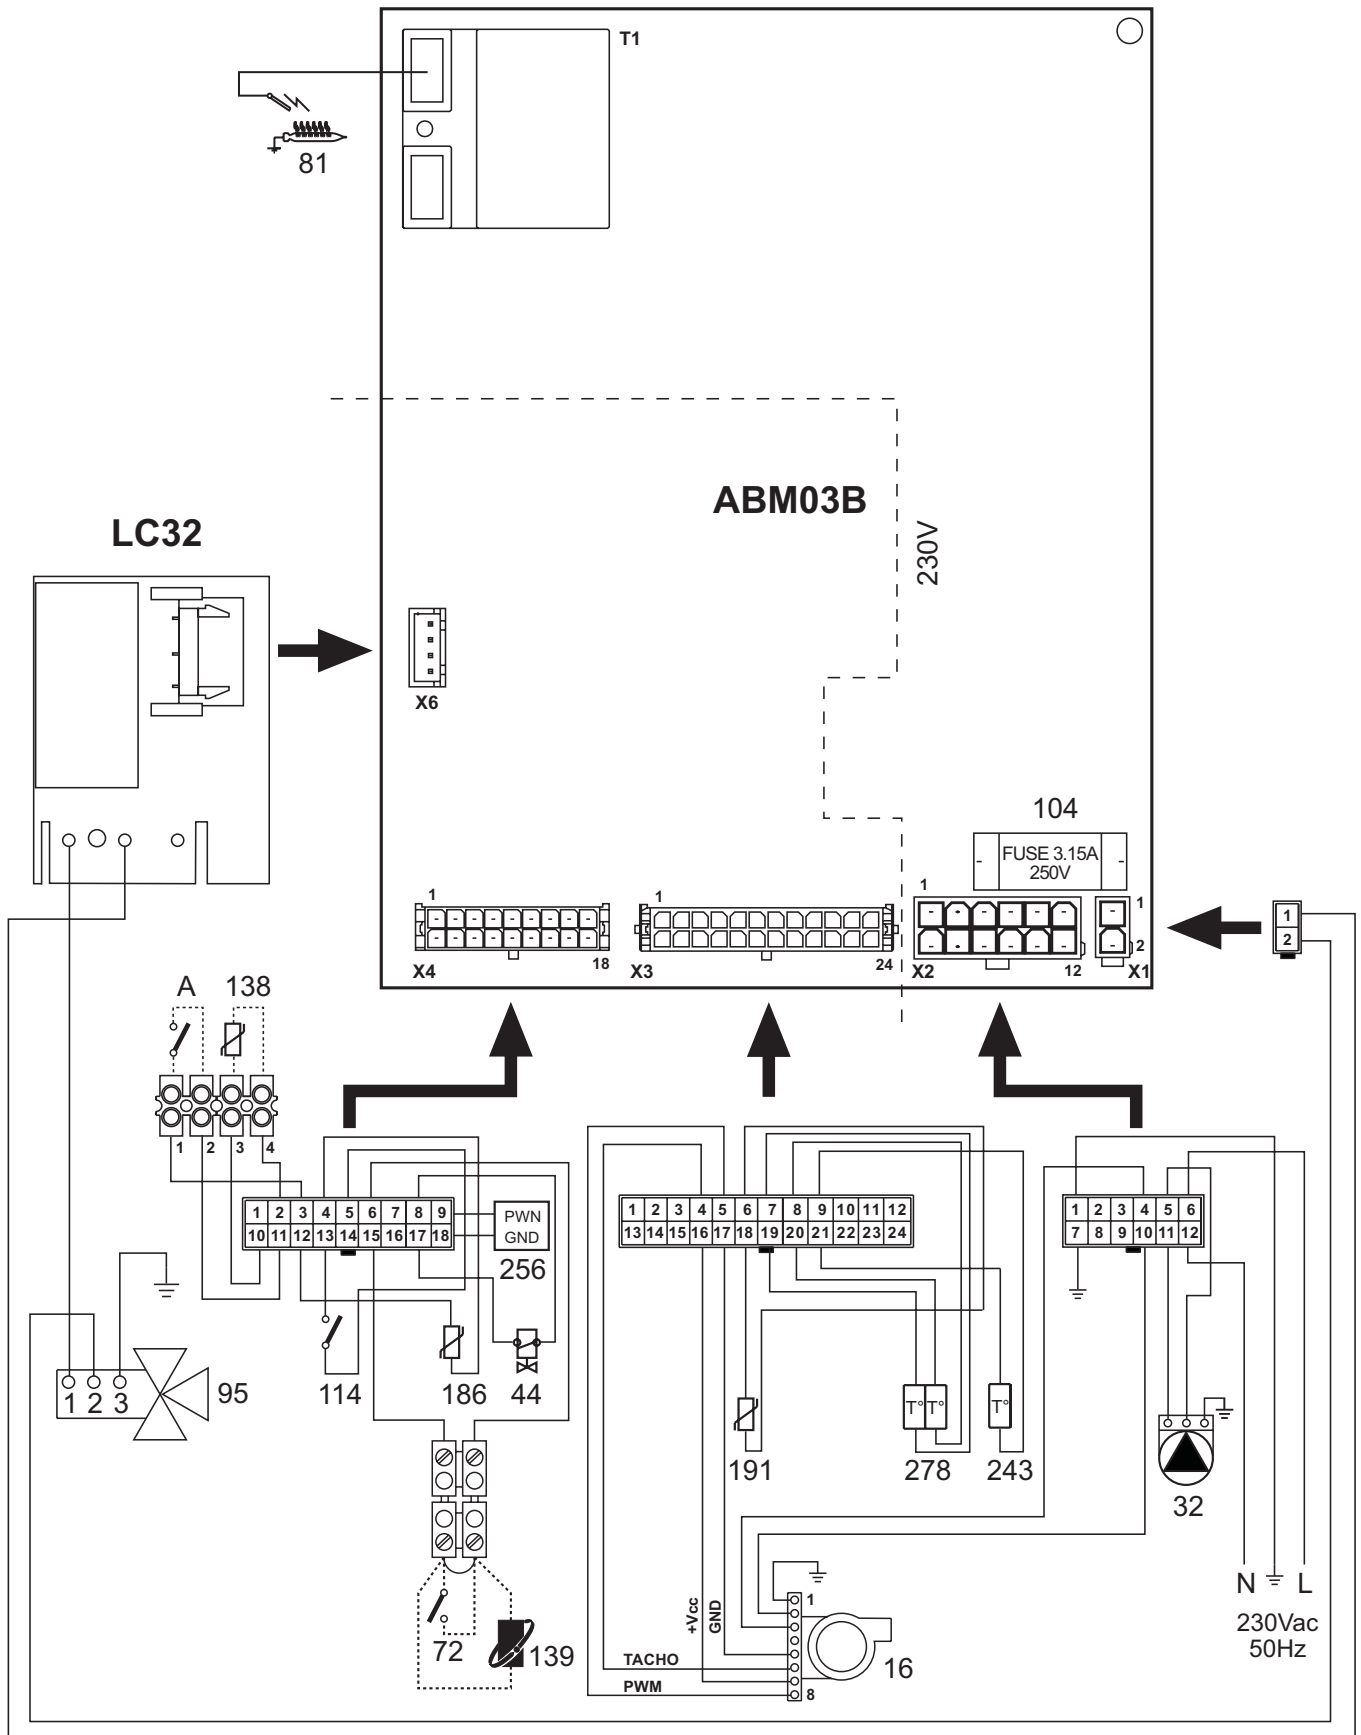 T1
81
ABM03B
LC32
230V
X6
104
FUSE 3.15A
250V
1
1
1
1
2
18
24
12
X4
X3
X2
X1
1
2
A
138
1
2
3
4
1 2 3 4 5 6 7 8 9
10 11 12 13 14 15 16 17 18
PWN
GND
256
1 2 3 4 5 6 7 8 9 10 11 12
13 14 15 16 17 18 19 20 21 22 23 24
1 2 3 4 5 6
7 8 9 10 11 12
1 2 3
95
114
186
44
T°
T°
T°
191
278
243
32
N
L
230Vac
50Hz
72
139
+Vcc
GND
TACHO
PWM
1
8
16